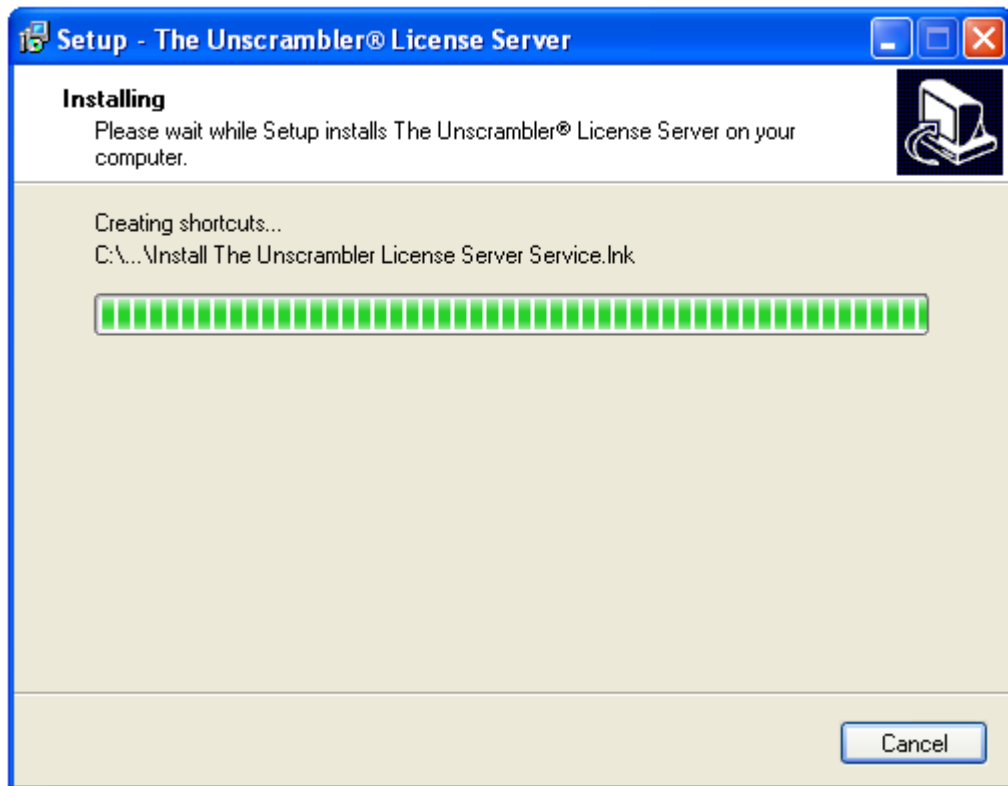 Setup - The Unscrambler® License Server
Installing
Please wait while Setup installs The Unscrambler® License Server on your
computer.
Creating shortcuts...
C:\...\Install The Unscrambler License Server Service.lnk
Cancel